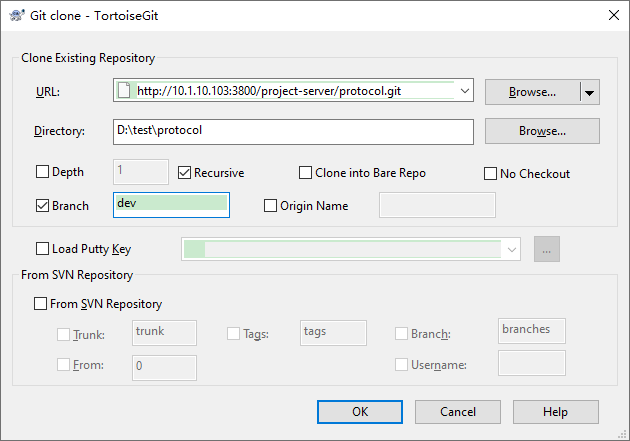 Git clone - TortoiseGit
Clone Existing Repository
URL: http://10.1.10.103:3800/project-server/protocol.git Browse...
Directory: D:\test\protocol Browse...
Depth 1 Recursive Clone into Bare Repo No Checkout
Branch dev Origin Name
Load Putty Key ...
From SVN Repository
From SVN Repository
Trunk: trunk Tags: tags Branch: branches
From: 0 Username:
OK Cancel Help